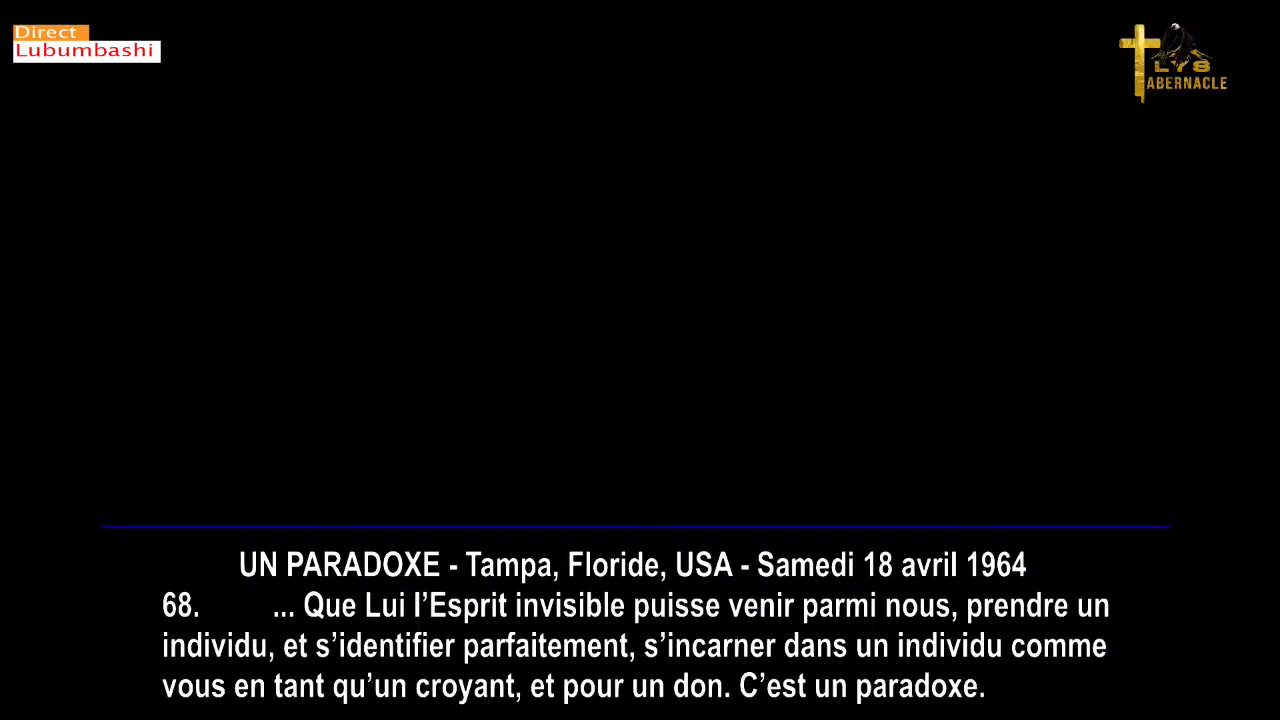 Direct
Lubumbashi
LYS
TABERNACLE
UN PARADOXE - Tampa, Floride, USA - Samedi 18 avril 1964
68. ... Que Lui l’Esprit invisible puisse venir parmi nous, prendre un
individu, et s’identifier parfaitement, s’incarner dans un individu comme
vous en tant qu’un croyant, et pour un don. C’est un paradoxe.